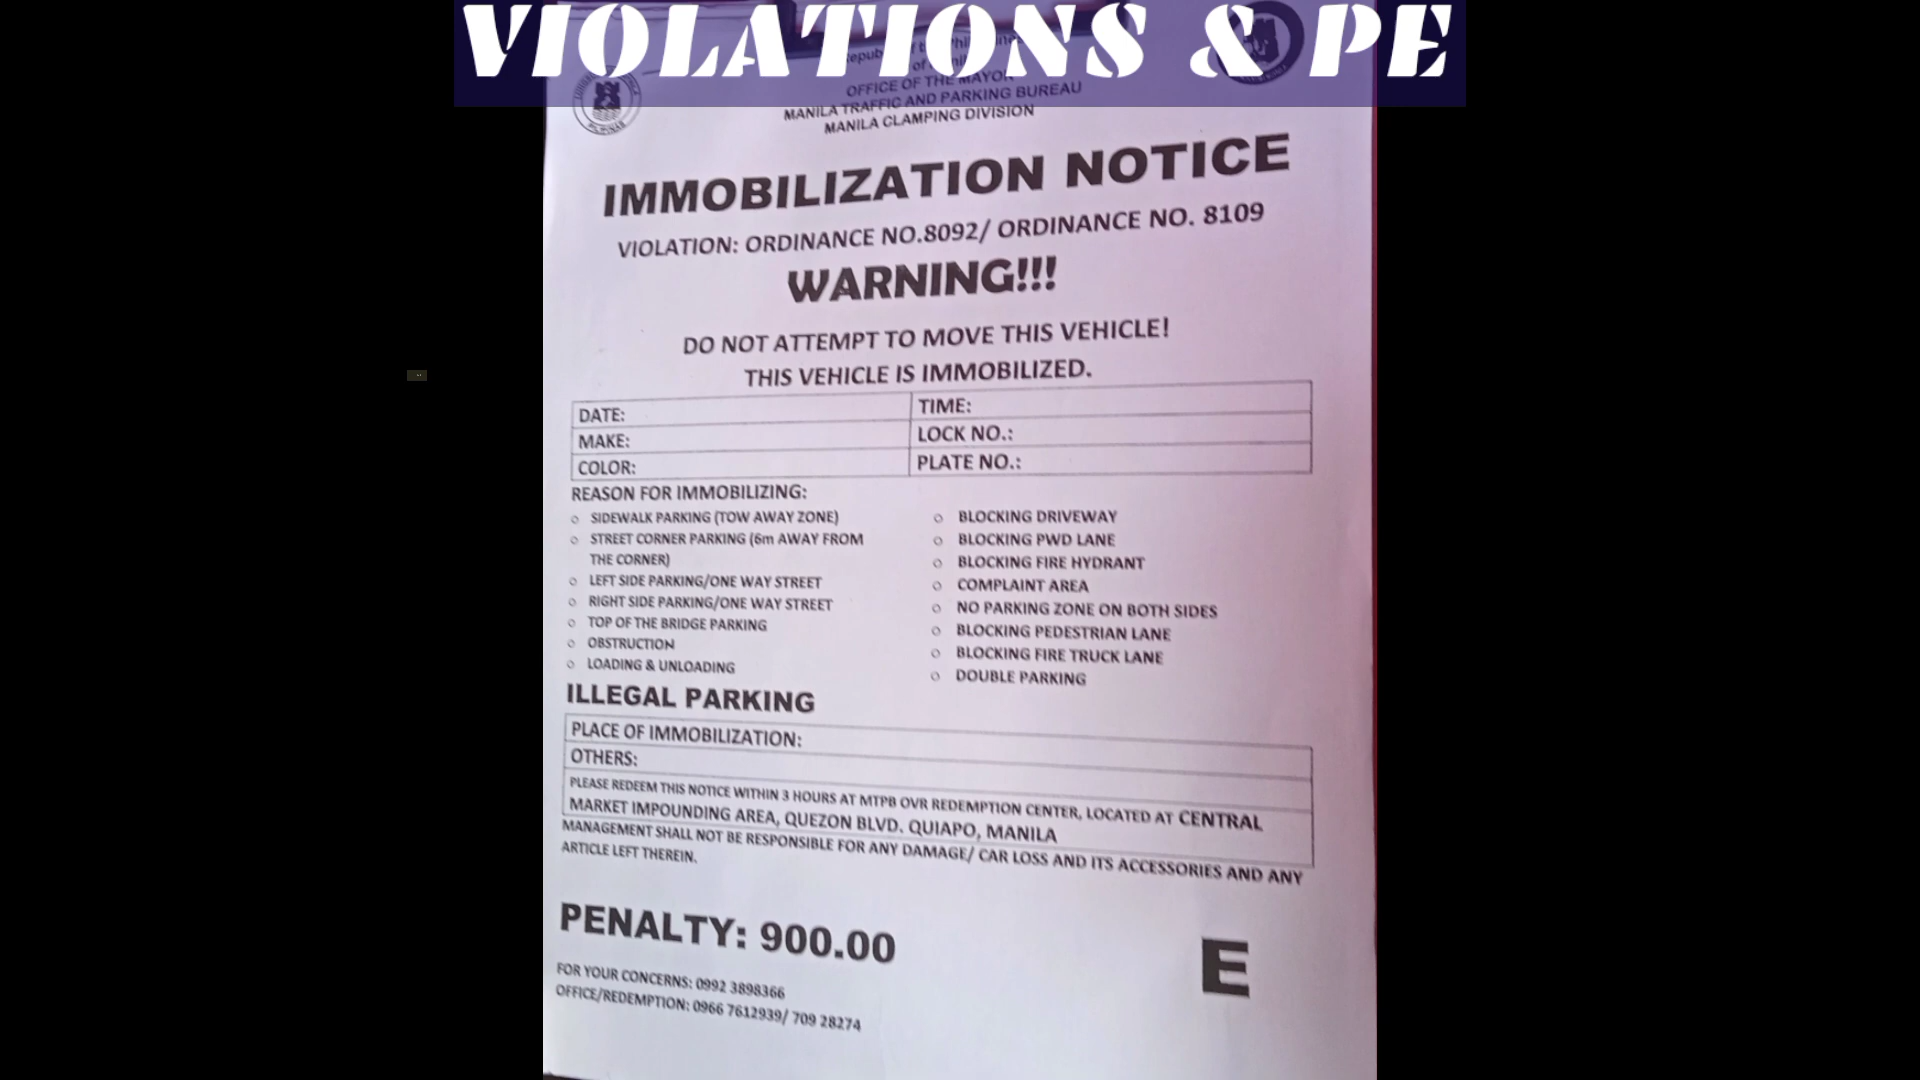 VIOLATIONS & PE
OFFICE OF THE MAYOR
MANILA TRAFFIC AND PARKING BUREAU
MANILA CLAMPING DIVISION
IMMOBILIZATION NOTICE
VIOLATION: ORDINANCE NO.8092/ ORDINANCE NO. 8109
WARNING!!!
DO NOT ATTEMPT TO MOVE THIS VEHICLE!
THIS VEHICLE IS IMMOBILIZED.
DATE: TIME:
MAKE: LOCK NO.:
COLOR: PLATE NO.:
REASON FOR IMMOBILIZING:
○ SIDEWALK PARKING (TOW AWAY ZONE)
○ STREET CORNER PARKING (6m AWAY FROM
THE CORNER)
○ LEFT SIDE PARKING/ONE WAY STREET
○ RIGHT SIDE PARKING/ONE WAY STREET
○ TOP OF THE BRIDGE PARKING
○ OBSTRUCTION
○ LOADING & UNLOADING
○ BLOCKING DRIVEWAY
○ BLOCKING PWD LANE
○ BLOCKING FIRE HYDRANT
○ COMPLAINT AREA
○ NO PARKING ZONE ON BOTH SIDES
○ BLOCKING PEDESTRIAN LANE
○ BLOCKING FIRE TRUCK LANE
○ DOUBLE PARKING
ILLEGAL PARKING
PLACE OF IMMOBILIZATION:
OTHERS:
PLEASE REDEEM THIS NOTICE WITHIN 3 HOURS AT MTPB OVR REDEMPTION CENTER, LOCATED AT CENTRAL
MARKET IMPOUNDING AREA, QUEZON BLVD. QUIAPO, MANILA
MANAGEMENT SHALL NOT BE RESPONSIBLE FOR ANY DAMAGE/ CAR LOSS AND ITS ACCESSORIES AND ANY
ARTICLE LEFT THEREIN.
PENALTY: 900.00
E
FOR YOUR CONCERNS: 0992 3898366
OFFICE/REDEMPTION: 0966 7612939/ 709 28274